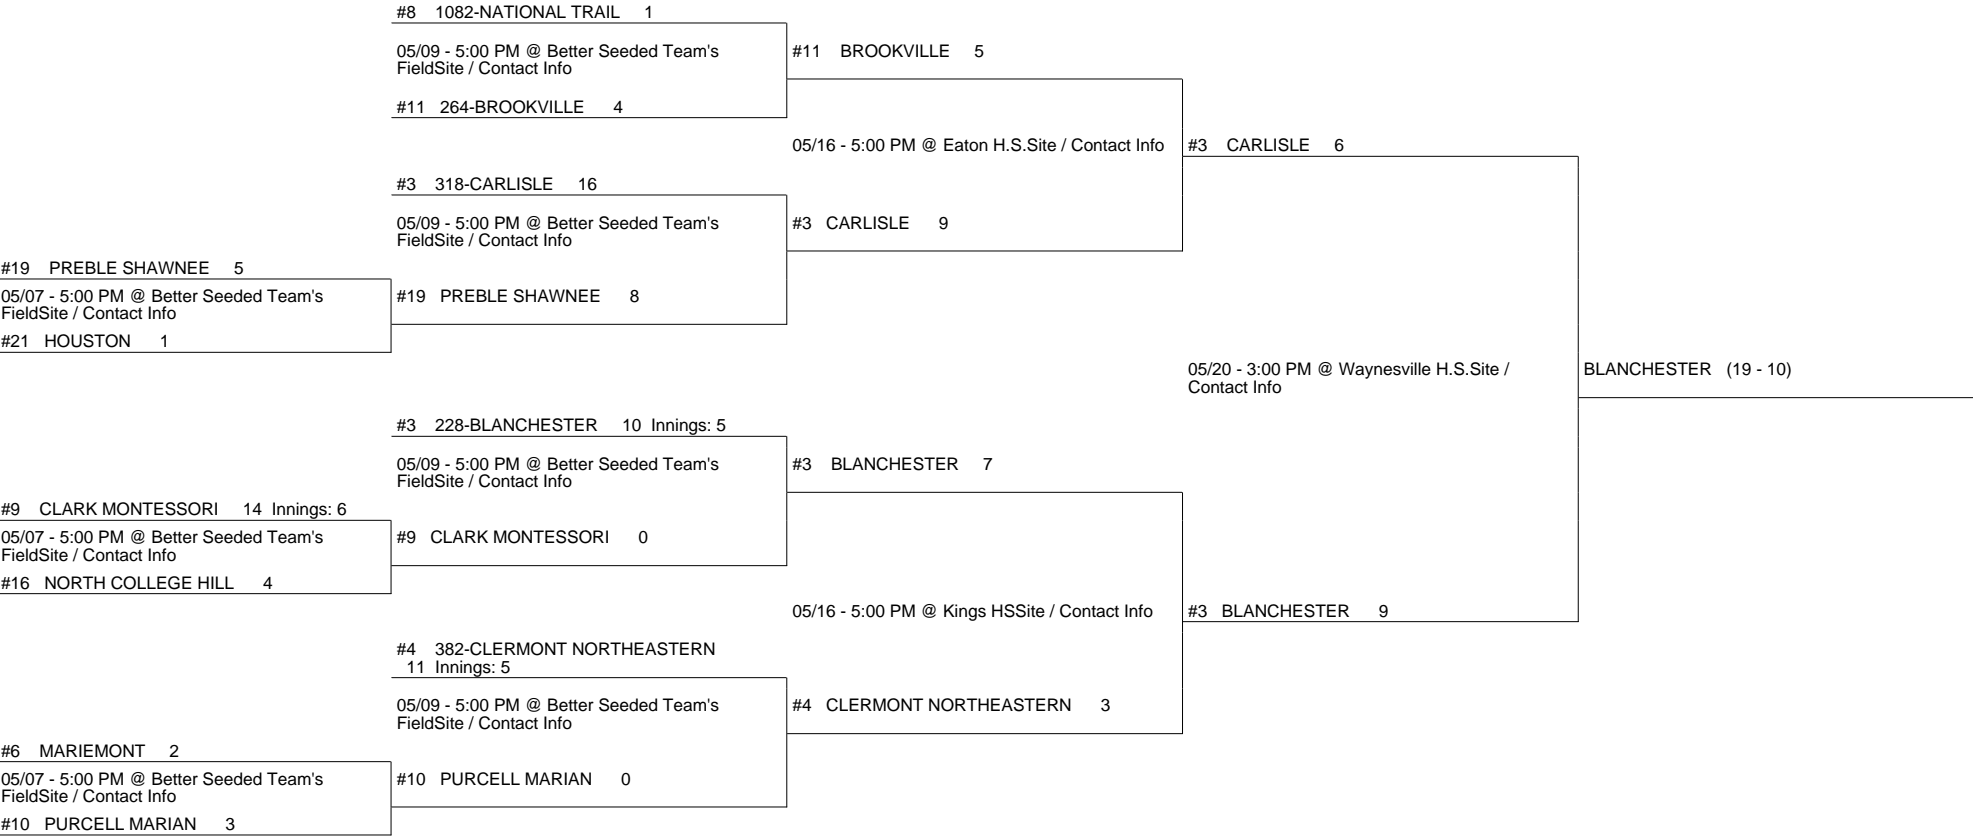 #8 1082-NATIONAL TRAIL 1
05/09 - 5:00 PM @ Better Seeded Team's
FieldSite / Contact Info
#11 264-BROOKVILLE 4
#11 BROOKVILLE 5
05/16 - 5:00 PM @ Eaton H.S.Site / Contact Info
#3 CARLISLE 6
#3 318-CARLISLE 16
05/09 - 5:00 PM @ Better Seeded Team's
FieldSite / Contact Info
#3 CARLISLE 9
#19 PREBLE SHAWNEE 5
05/07 - 5:00 PM @ Better Seeded Team's
FieldSite / Contact Info
#21 HOUSTON 1
#19 PREBLE SHAWNEE 8
05/20 - 3:00 PM @ Waynesville H.S.Site /
Contact Info
BLANCHESTER (19 - 10)
#3 228-BLANCHESTER 10 Innings: 5
05/09 - 5:00 PM @ Better Seeded Team's
FieldSite / Contact Info
#3 BLANCHESTER 7
#9 CLARK MONTESSORI 14 Innings: 6
05/07 - 5:00 PM @ Better Seeded Team's
FieldSite / Contact Info
#16 NORTH COLLEGE HILL 4
#9 CLARK MONTESSORI 0
05/16 - 5:00 PM @ Kings HSSite / Contact Info
#3 BLANCHESTER 9
#4 382-CLERMONT NORTHEASTERN
11 Innings: 5
05/09 - 5:00 PM @ Better Seeded Team's
FieldSite / Contact Info
#4 CLERMONT NORTHEASTERN 3
#6 MARIEMONT 2
05/07 - 5:00 PM @ Better Seeded Team's
FieldSite / Contact Info
#10 PURCELL MARIAN 3
#10 PURCELL MARIAN 0